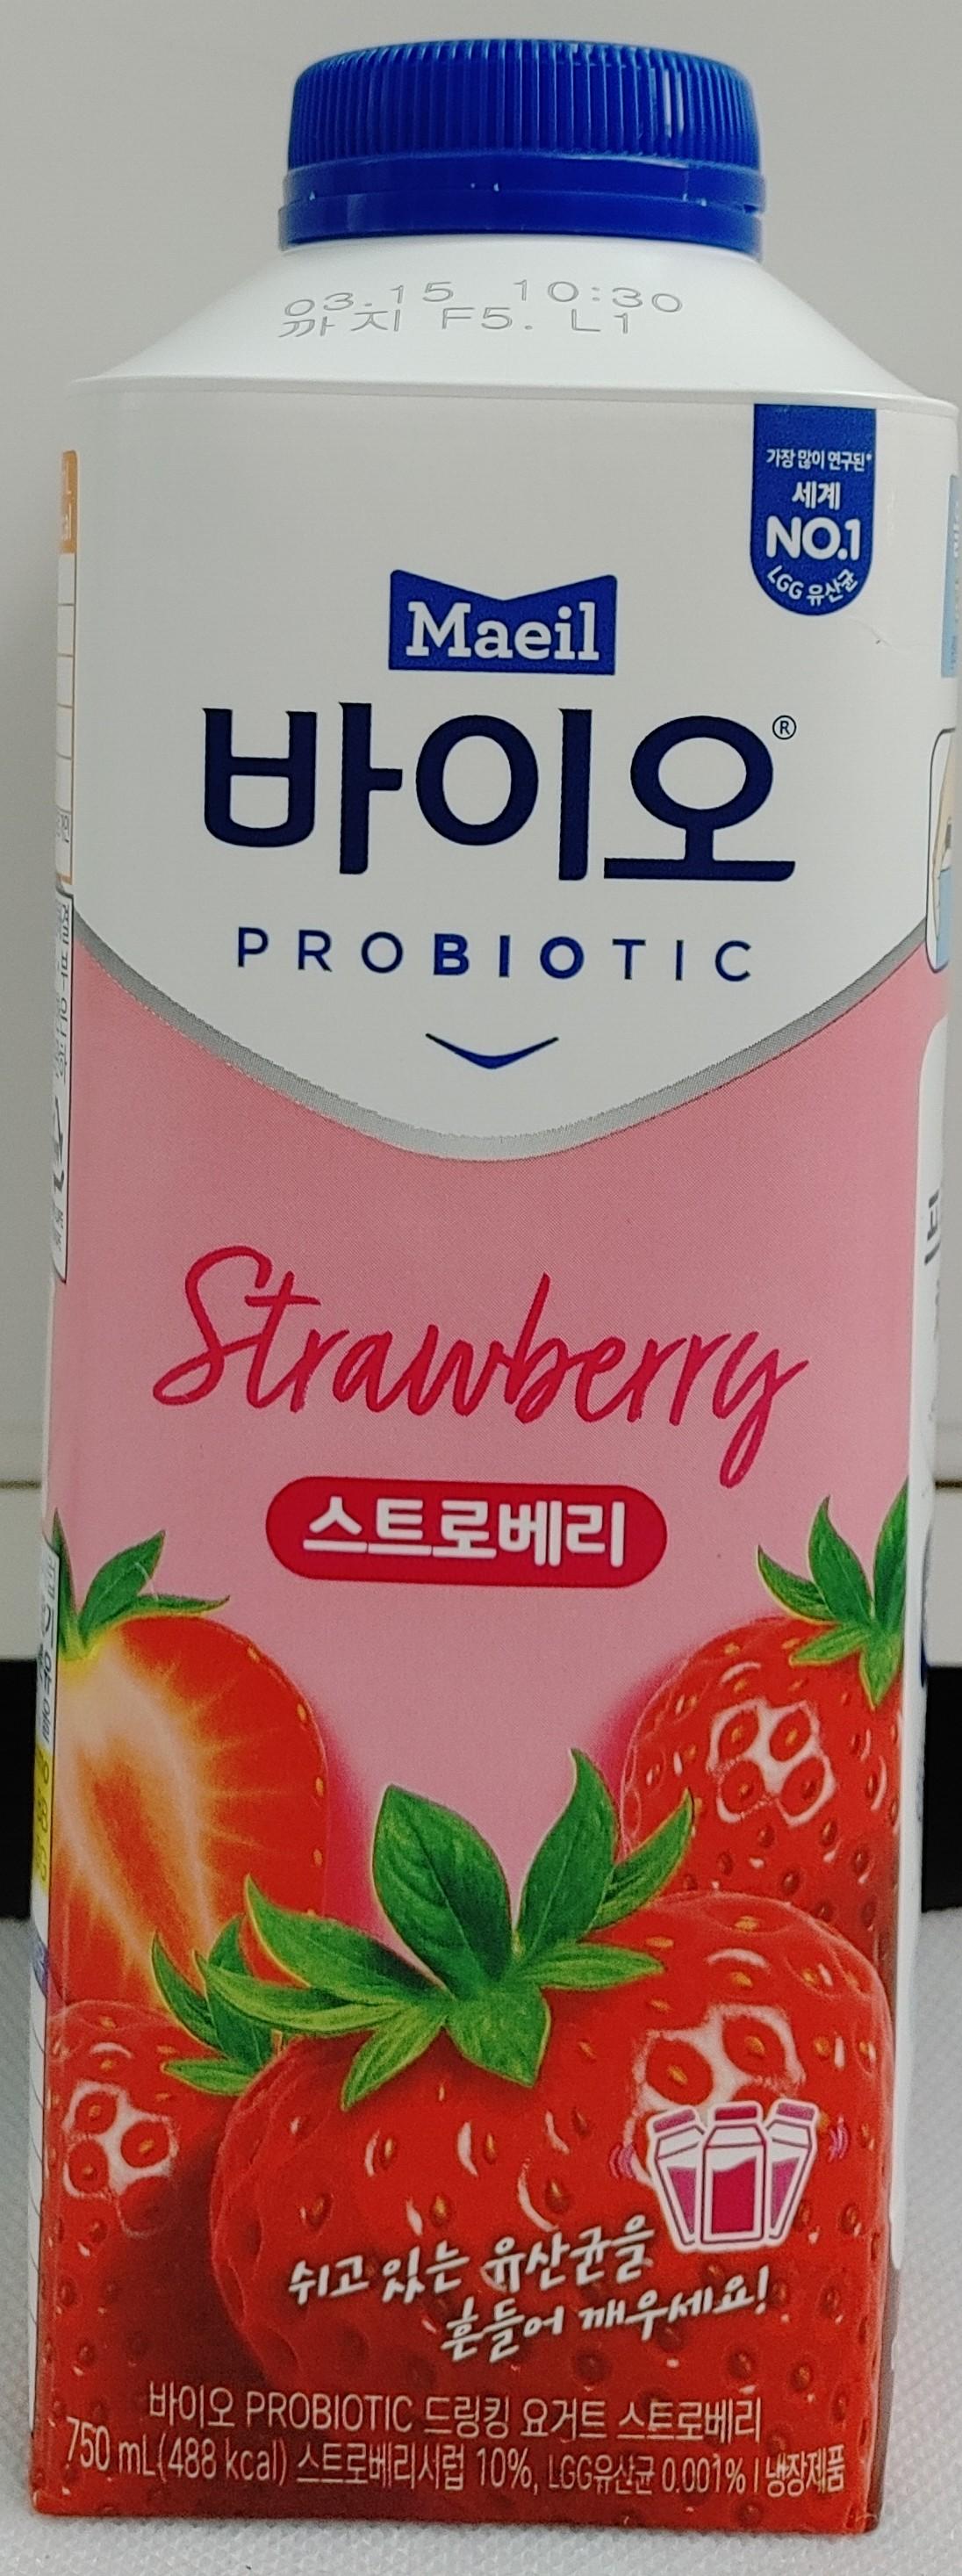 03.15 10:30
까지 F5. L1
가장 많이 연구된*
세계
NO.1
LGG 유산균
Maeil
바이오®
PROBIOTIC
Strawberry
스트로베리
쉬고 있는 유산균을
흔들어 깨우세요!
바이오 PROBIOTIC 드링킹 요거트 스트로베리
750 mL(488 kcal) 스트로베리시럽 10%, LGG유산균 0.001% | 냉장제품